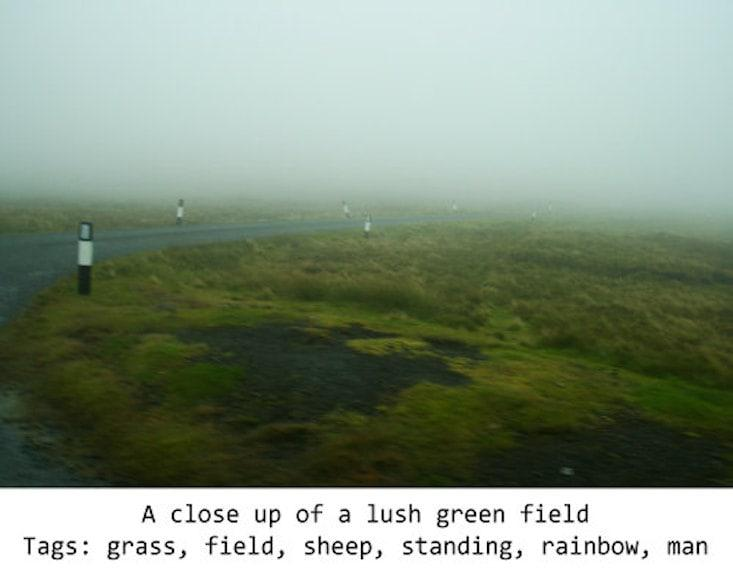 A close up of a lush green field
Tags: grass, field, sheep, standing, rainbow, man